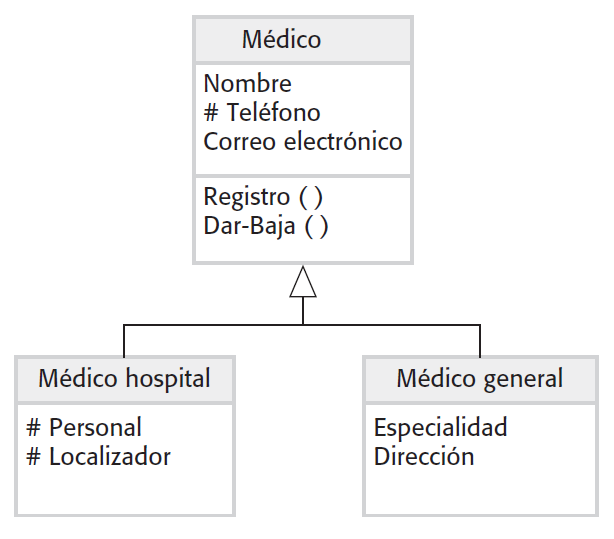 Médico
Nombre
# Teléfono
Correo electrónico
Registro ( )
Dar-Baja ( )
Médico hospital
# Personal
# Localizador
Médico general
Especialidad
Dirección